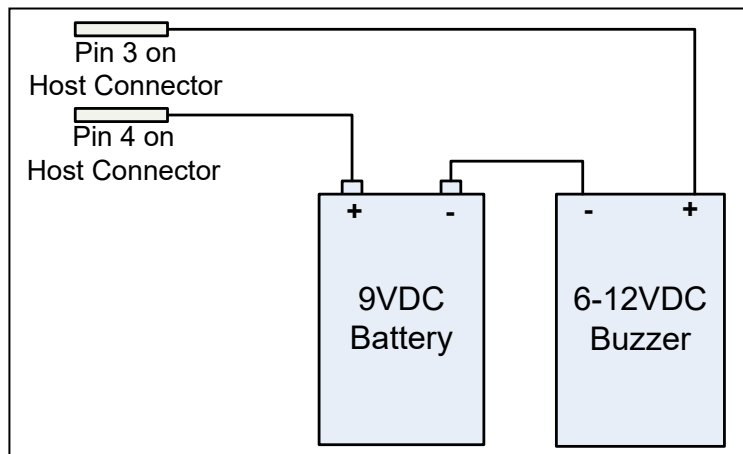 Pin 3 on
Host Connector
Pin 4 on
Host Connector
+ - - +
9VDC
Battery
6-12VDC
Buzzer